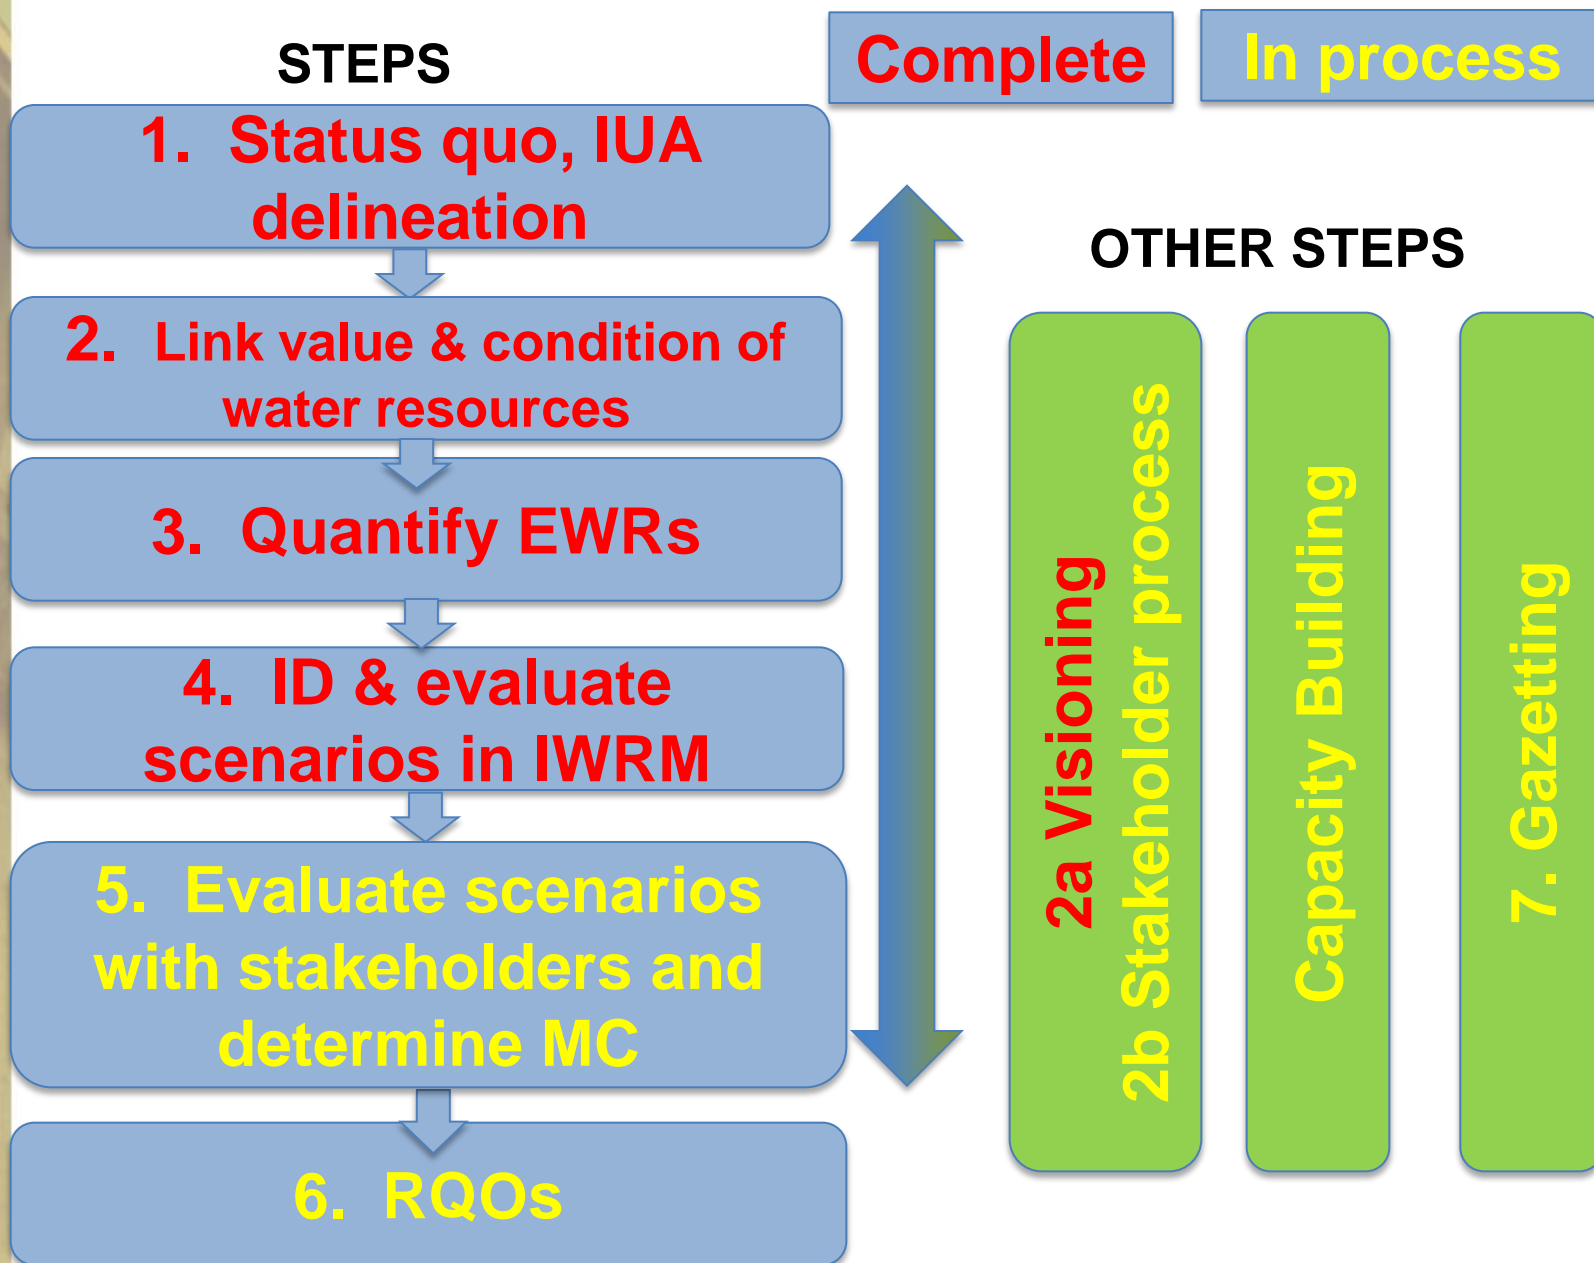 STEPS
Complete
In process
1. Status quo, IUA
delineation
2. Link value & condition of
water resources
3. Quantify EWRs
4. ID & evaluate
scenarios in IWRM
5. Evaluate scenarios
with stakeholders and
determine MC
6. RQOs
OTHER STEPS
2a Visioning
2b Stakeholder process
Capacity Building
7. Gazetting